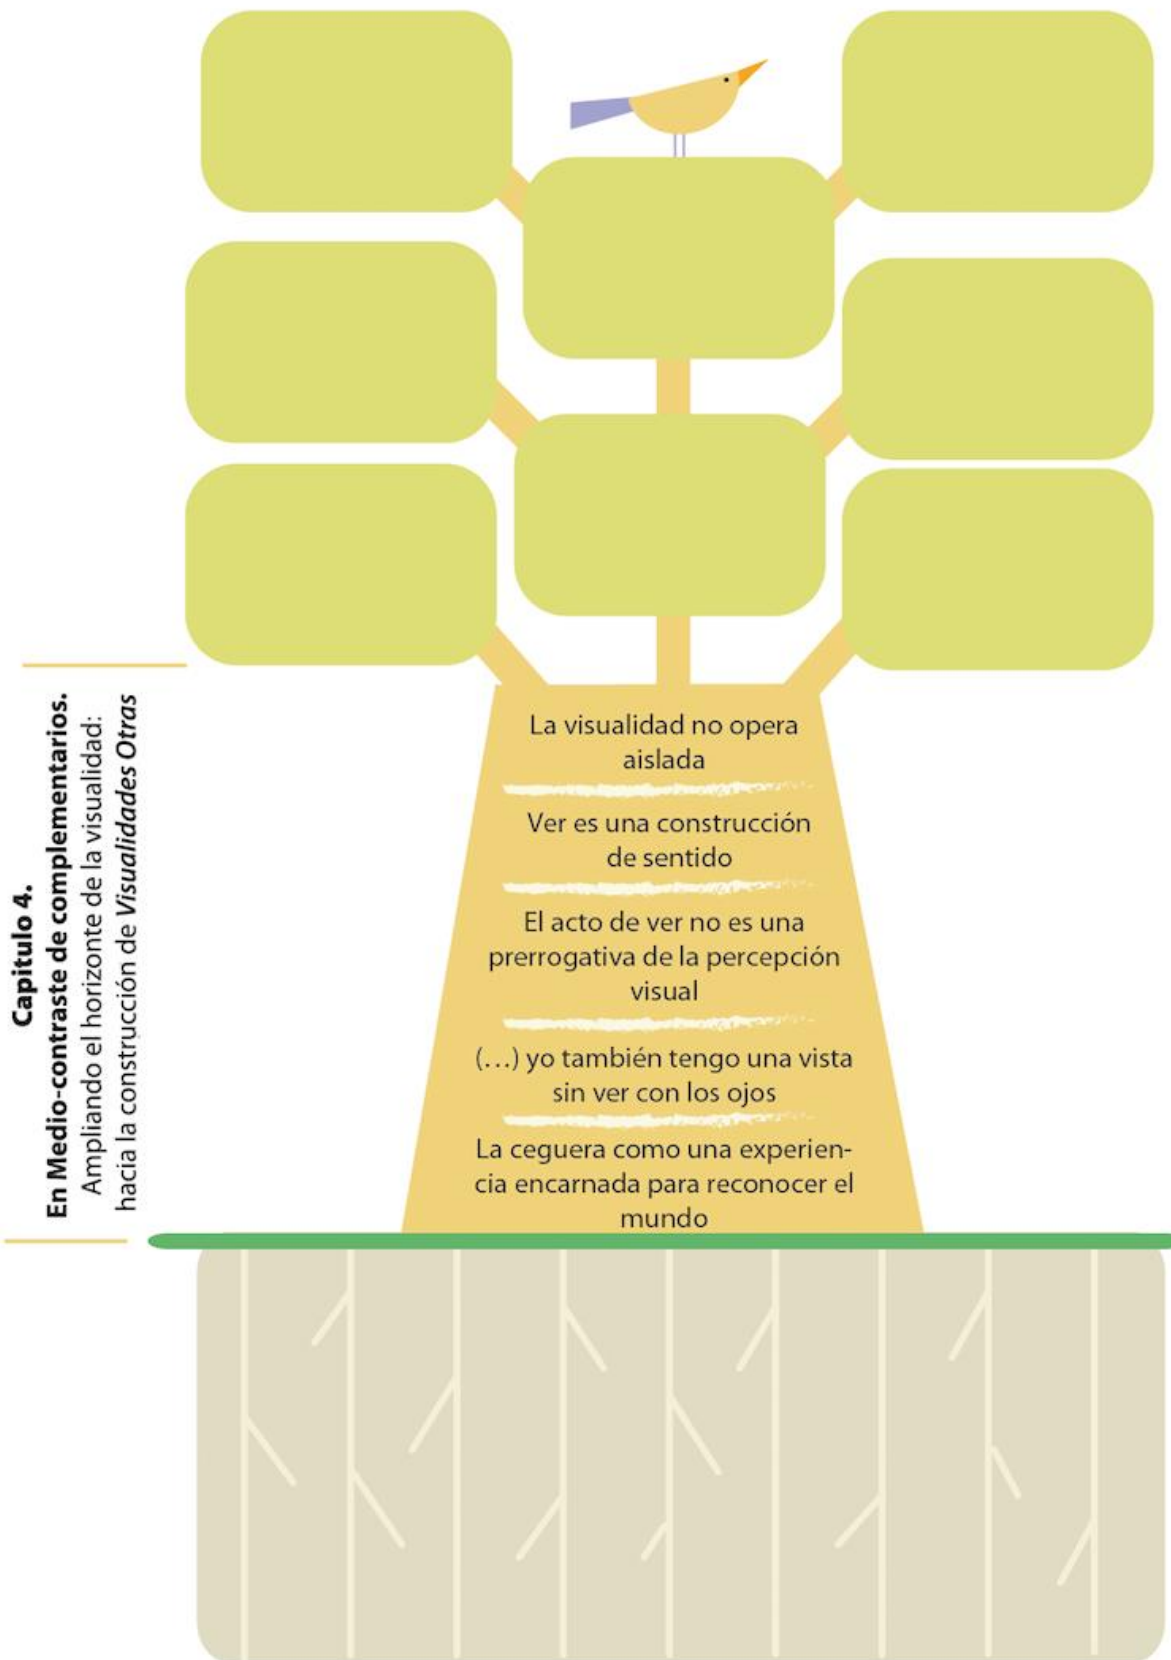 Capitulo 4.
En Medio-contraste de complementarios.
Ampliando el horizonte de la visualidad:
hacia la construcción de Visualidades Otras
La visualidad no opera
aislada
Ver es una construcción
de sentido
El acto de ver no es una
prerrogativa de la percepción
visual
(...) yo también tengo una vista
sin ver con los ojos
La ceguera como una experien-
cia encarnada para reconocer el
mundo